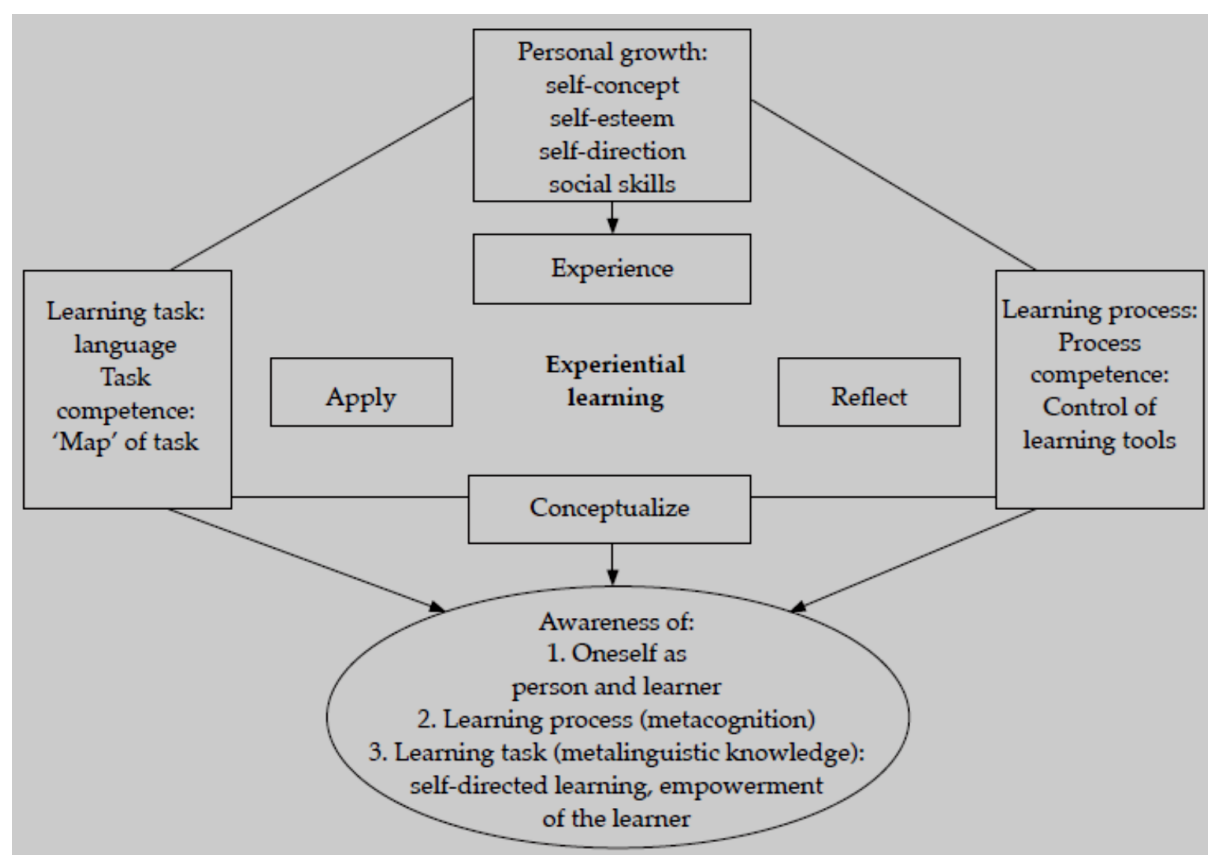 Personal growth:
self-concept
self-esteem
self-direction
social skills
Experience
Learning task:
language
Task
competence:
‘Map’ of task
Apply
Experiential
learning
Reflect
Learning process:
Process
competence:
Control of
learning tools
Conceptualize
Awareness of:
1. Oneself as
person and learner
2. Learning process (metacognition)
3. Learning task (metalinguistic knowledge):
self-directed learning, empowerment
of the learner